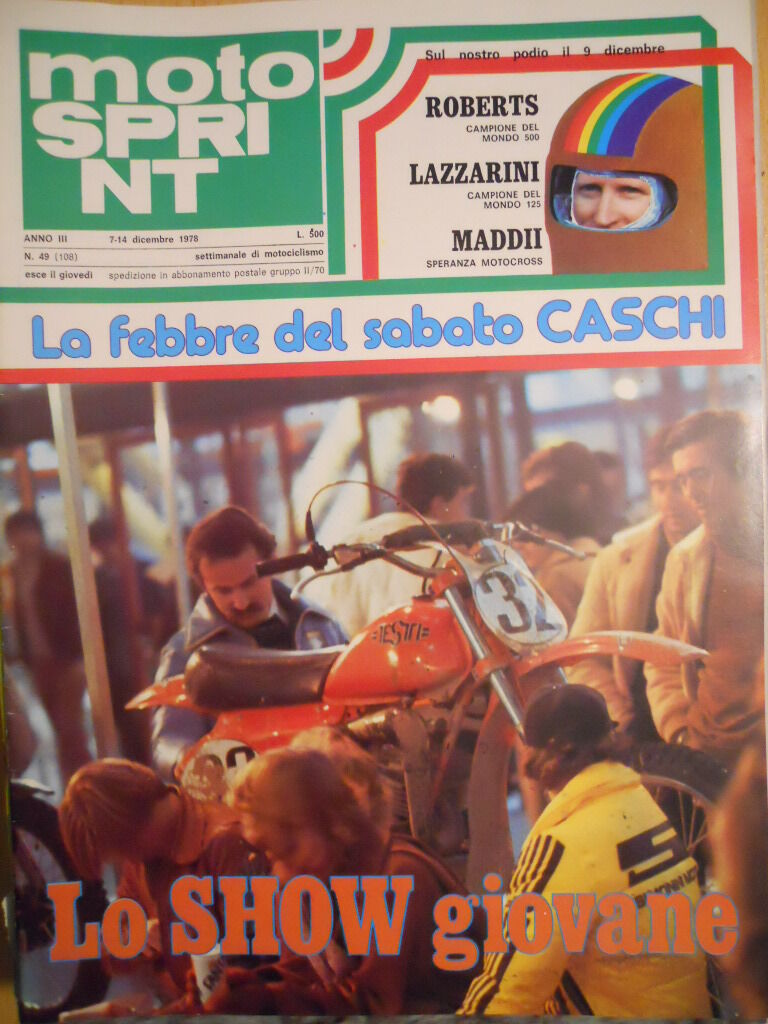 moto
SPRI
NT
ANNO III 7-14 dicembre 1978 L. 500
N. 49 (108) settimanale di motociclismo
esce il giovedi spedizione in abbonamento postale gruppo II/70
Sul nostro podio il 9 dicembre
ROBERTS
CAMPIONE DEL
MONDO 500
LAZZARINI
CAMPIONE DEL
MONDO 125
MADDII
SPERANZA MOTOCROSS
La febbre del sabato CASCHI
TESTI
32
S
Lo SHOW giovane